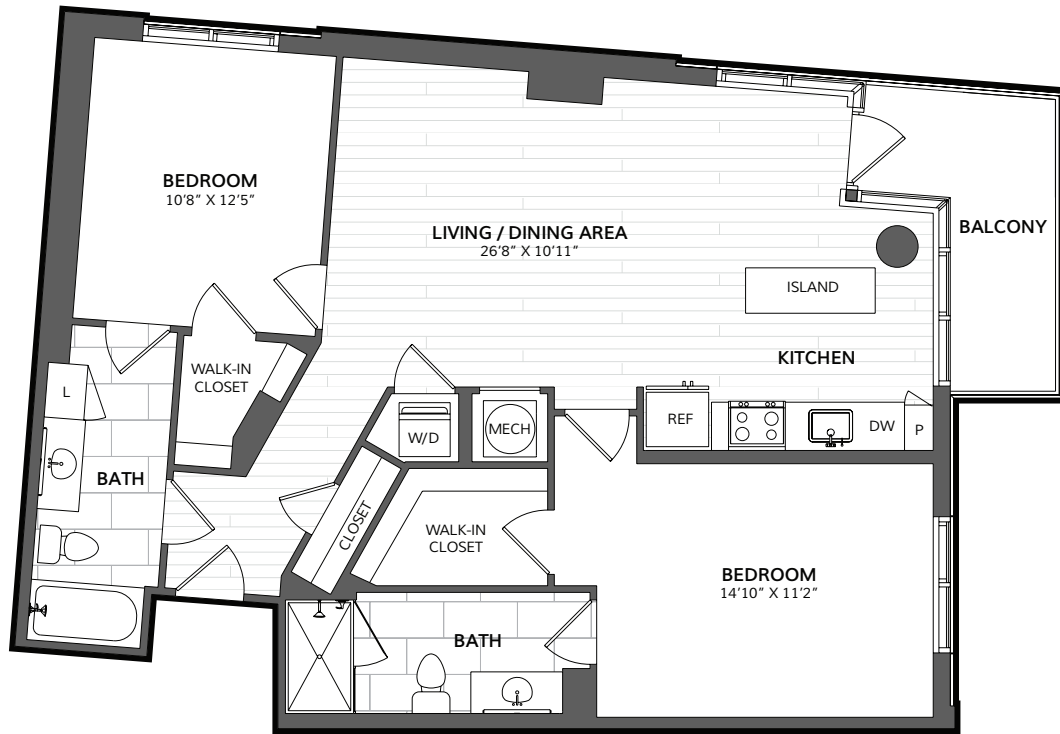 BEDROOM
10'8" X 12'5"
LIVING / DINING AREA
26'8" X 10'11"
BALCONY
ISLAND
KITCHEN
WALK-IN
CLOSET
L
REF
DW
P
W/D
MECH
BATH
CLOSET
WALK-IN
CLOSET
BEDROOM
14'10" X 11'2"
BATH